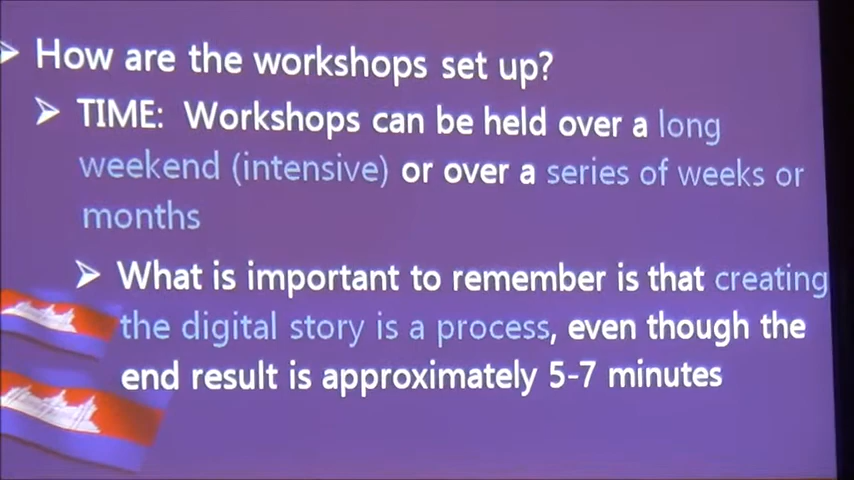 How are the workshops set up?
TIME: Workshops can be held over a long
weekend (intensive) or over a series of weeks or
months
What is important to remember is that creating
the digital story is a process, even though the
end result is approximately 5-7 minutes